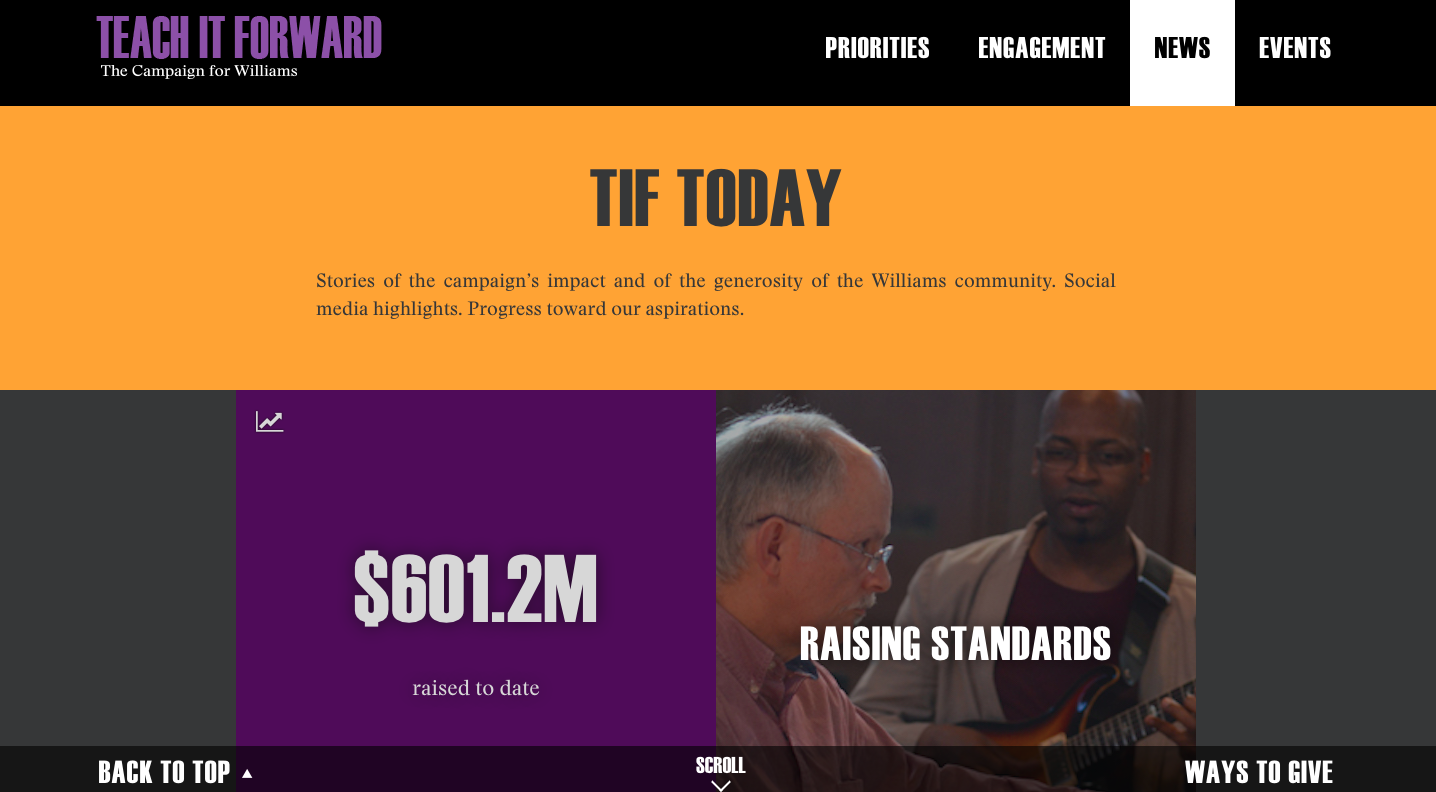 TEACH IT FORWARD
The Campaign for Williams
PRIORITIES
ENGAGEMENT
NEWS
EVENTS
TIF TODAY
Stories of the campaign’s impact and of the generosity of the Williams community. Social
media highlights. Progress toward our aspirations.
$601.2M
raised to date
RAISING STANDARDS
BACK TO TOP ▲
SCROLL
WAYS TO GIVE